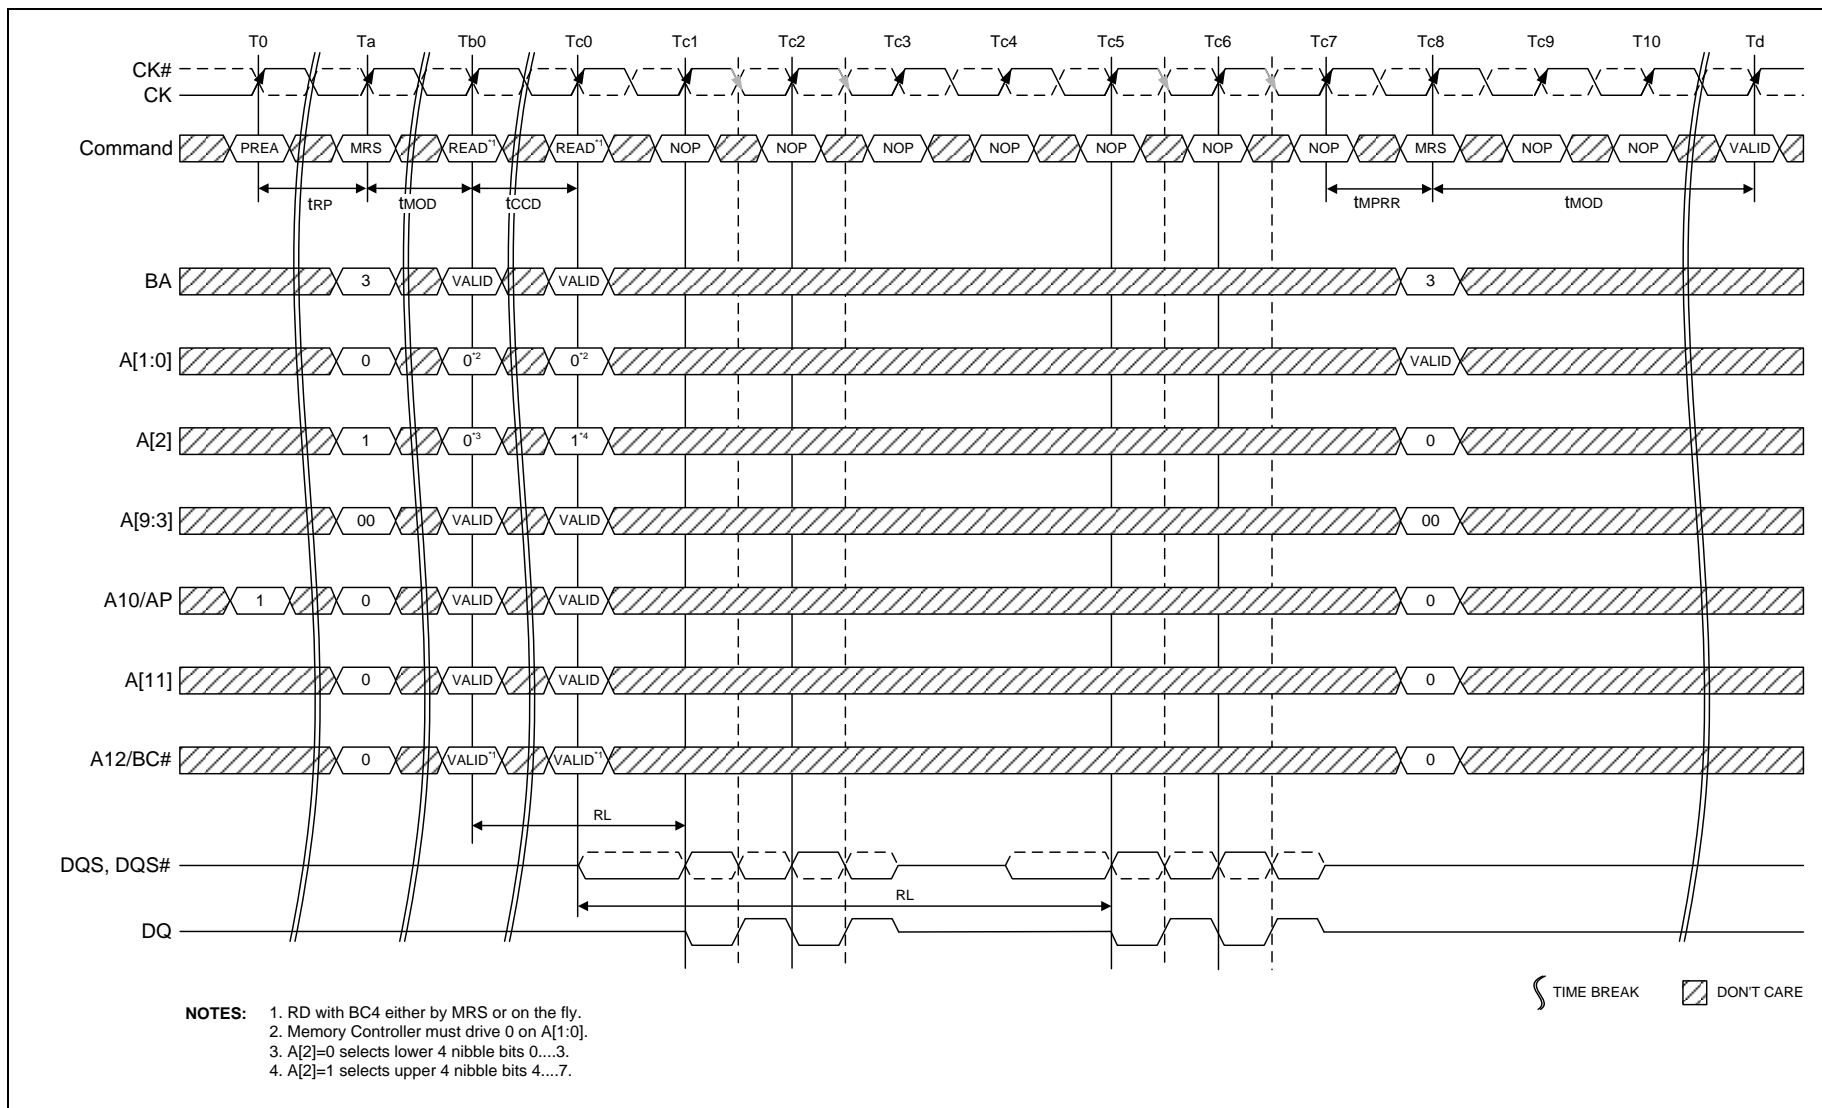 T0 Ta Tb0 Tc0 Tc1 Tc2 Tc3 Tc4 Tc5 Tc6 Tc7 Tc8 Tc9 T10 Td
CK#
CK
Command PREA MRS READ*1 READ*1 NOP NOP NOP NOP NOP NOP NOP MRS NOP NOP VALID
tRP tMOD tCCD tMPRR tMOD
BA 3 VALID VALID 3
A[1:0] 0 0*2 0*2 VALID
A[2] 1 0*3 1*4 0
A[9:3] 00 VALID VALID 00
A10/AP 1 0 VALID VALID 0
A[11] 0 VALID VALID 0
A12/BC# 0 VALID*1 VALID*1 0
RL
DQS, DQS#
RL
DQ
TIME BREAK DON'T CARE
NOTES: 1. RD with BC4 either by MRS or on the fly.
2. Memory Controller must drive 0 on A[1:0].
3. A[2]=0 selects lower 4 nibble bits 0....3.
4. A[2]=1 selects upper 4 nibble bits 4....7.